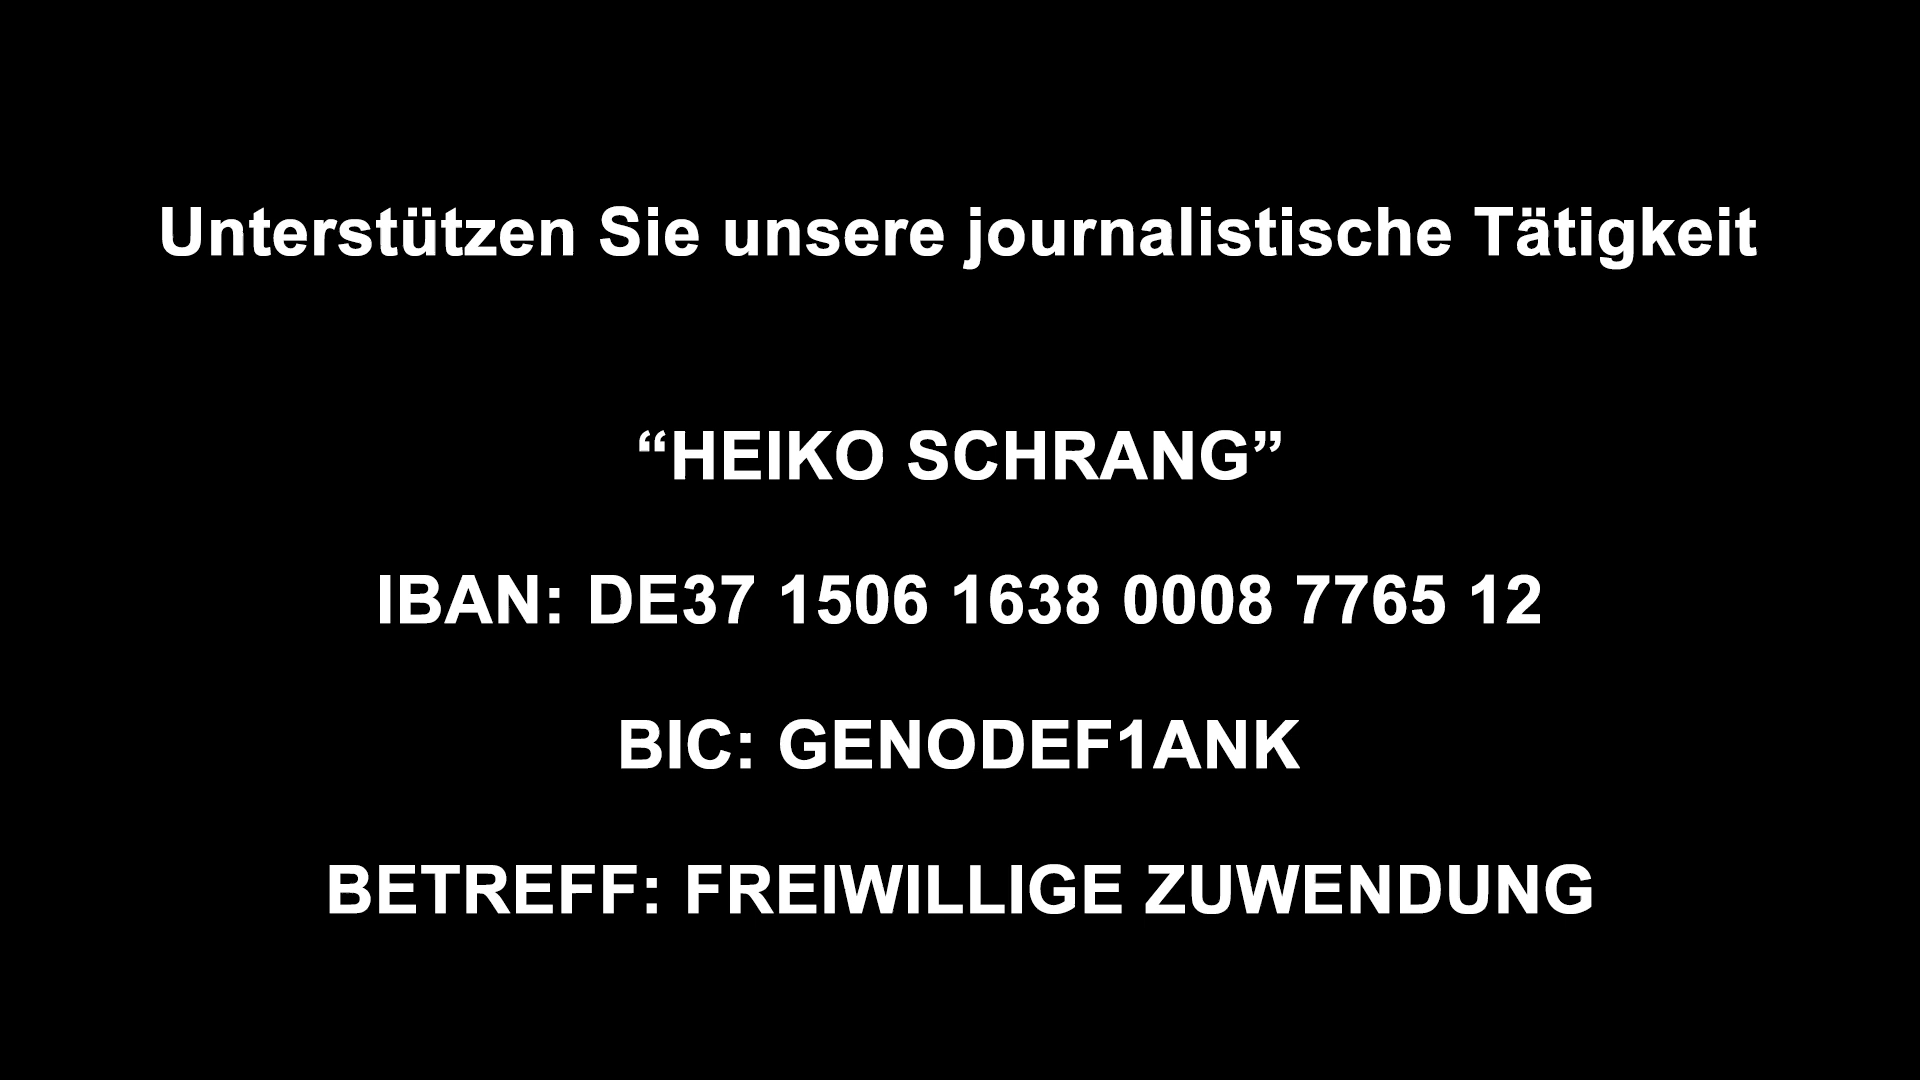 Unterstützen Sie unsere journalistische Tätigkeit
“HEIKO SCHRANG”
IBAN: DE37 1506 1638 0008 7765 12
BIC: GENODEF1ANK
BETREFF: FREIWILLIGE ZUWENDUNG